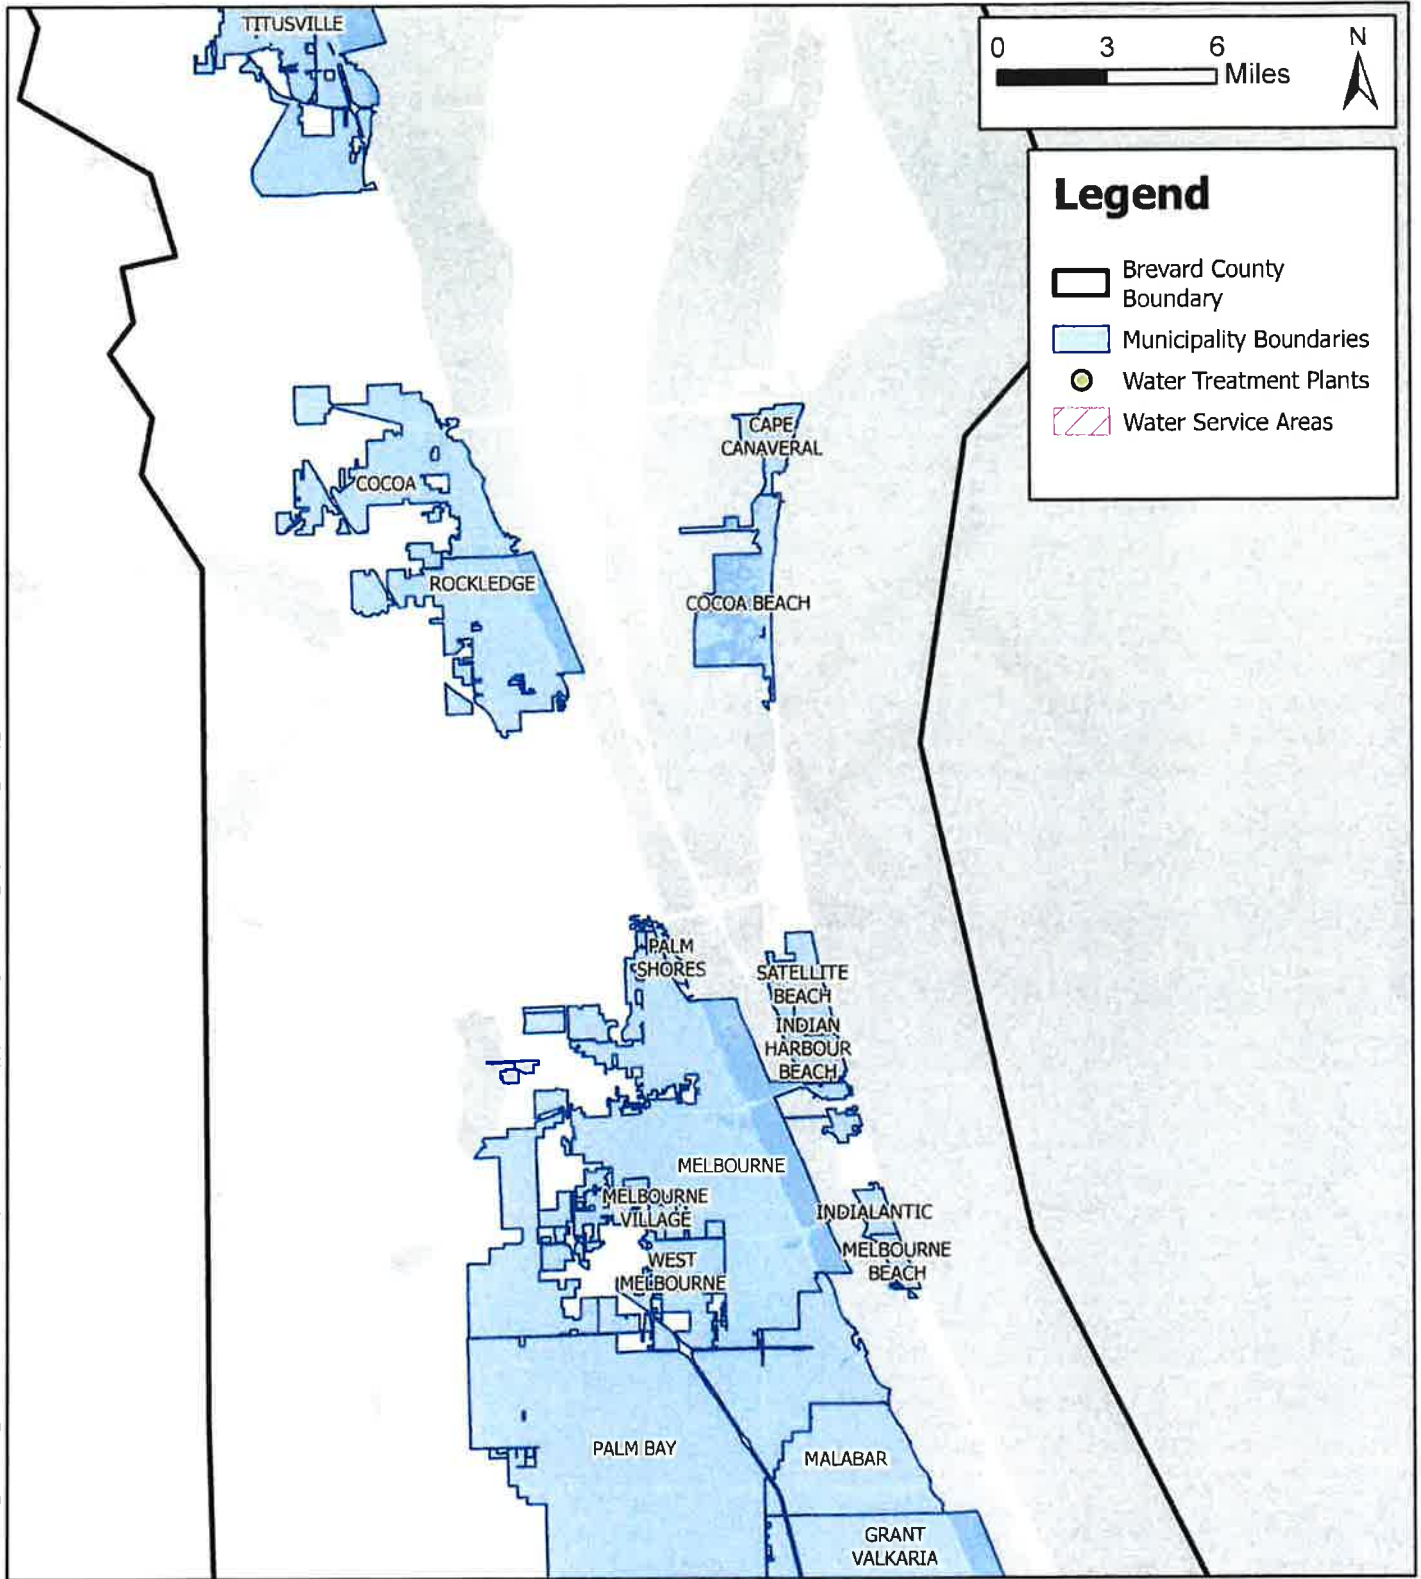 TITUSVILLE
0 3 6
Miles
N
Legend
Brevard County
Boundary
Municipality Boundaries
Water Treatment Plants
Water Service Areas
CAPE
CANAVERAL
COCOA
ROCKLEDGE
COCOA BEACH
PALM
SHORES
SATELLITE
BEACH
INDIAN
HARBOUR
BEACH
MELBOURNE
MELBOURNE
VILLAGE
INDIALANTIC
WEST
MELBOURNE
MELBOURNE
BEACH
PALM BAY
MALABAR
GRANT
VALKARIA